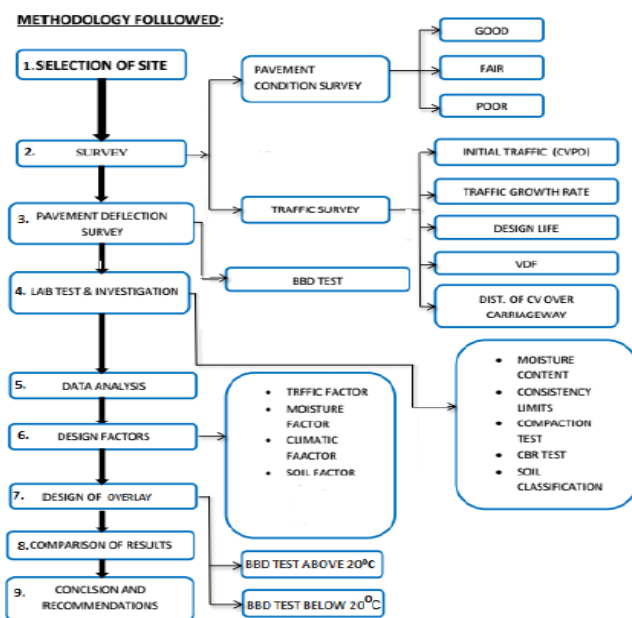 METHODOLOGY FOLLLOWED:
1.SELECTION OF SITE
2. SURVEY
PAVEMENT
CONDITION SURVEY
GOOD
FAIR
POOR
TRAFFIC SURVEY
INITIAL TRAFFIC (CVPD)
TRAFFIC GROWTH RATE
DESIGN LIFE
VDF
DIST. OF CV OVER
CARRIAGEWAY
3. PAVEMENT DEFLECTION
SURVEY
BBD TEST
4. LAB TEST & INVESTIGATION
• MOISTURE
CONTENT
• CONSISTENCY
LIMITS
• COMPACTION
TEST
• CBR TEST
• SOIL
CLASSIFICATION
5. DATA ANALYSIS
6. DESIGN FACTORS
• TRFFIC FACTOR
• MOISTURE
FACTOR
• CLIMATIC
FAACTOR
• SOIL FACTOR
7. DESIGN OF OVERLAY
BBD TEST ABOVE 20°C
BBD TEST BELOW 20°C
8.COMPARISON OF RESULTS
9. CONCLSION AND
RECOMMENDATIONS